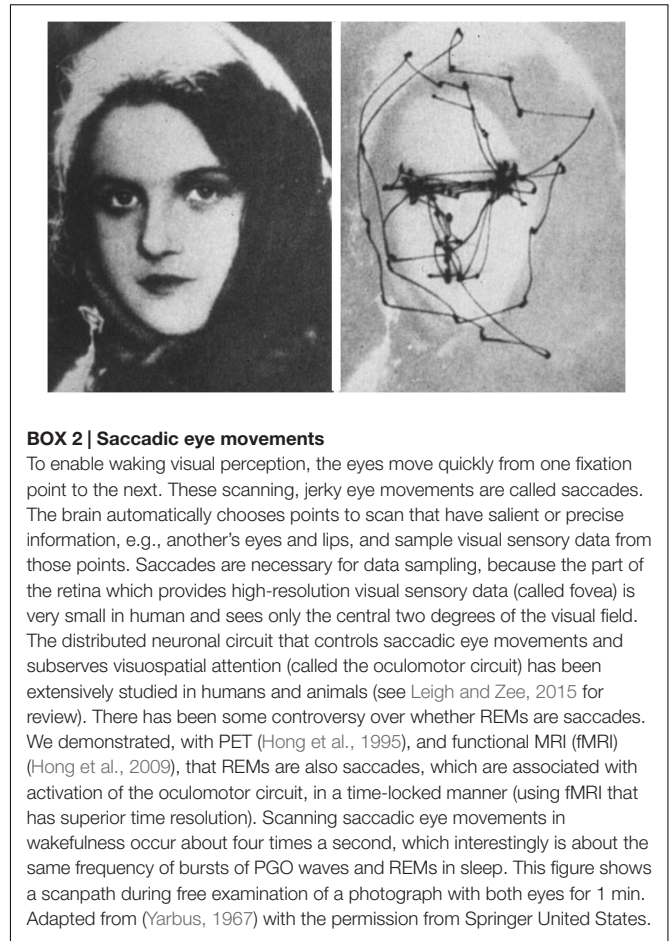 BOX 2 | Saccadic eye movements
To enable waking visual perception, the eyes move quickly from one fixation
point to the next. These scanning, jerky eye movements are called saccades.
The brain automatically chooses points to scan that have salient or precise
information, e.g., another's eyes and lips, and sample visual sensory data from
those points. Saccades are necessary for data sampling, because the part of
the retina which provides high-resolution visual sensory data (called fovea) is
very small in human and sees only the central two degrees of the visual field.
The distributed neuronal circuit that controls saccadic eye movements and
subserves visuospatial attention (called the oculomotor circuit) has been
extensively studied in humans and animals (see Leigh and Zee, 2015 for
review). There has been some controversy over whether REMs are saccades.
We demonstrated, with PET (Hong et al., 1995), and functional MRI (fMRI)
(Hong et al., 2009), that REMs are also saccades, which are associated with
activation of the oculomotor circuit, in a time-locked manner (using fMRI that
has superior time resolution). Scanning saccadic eye movements in
wakefulness occur about four times a second, which interestingly is about the
same frequency of bursts of PGO waves and REMs in sleep. This figure shows
a scanpath during free examination of a photograph with both eyes for 1 min.
Adapted from (Yarbus, 1967) with the permission from Springer United States.